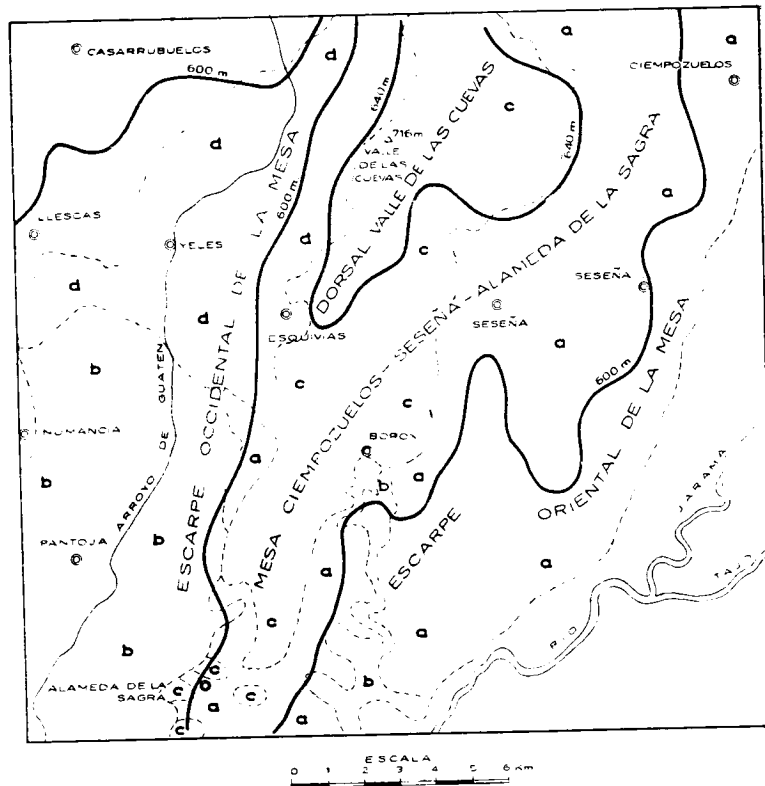 CASARRUBUELOS
600 m
d
a
a
CIEMPOZUELOS
640 m
716 m
VALLE
DE LAS
CUEVAS
c
640 m
d
ESCARPE OCCIDENTAL DE LA MESA
600 m
DORSAL VALLE DE LAS CUEVAS
a
YELES
d
c
MESA CIEMPOZUELOS - SESEÑA - ALAMEDA DE LA SAGRA
SESEÑA
d
d
ESQUIVIAS
SESEÑA
a
b
c
600 m
ARROYO DE GUATEN
c
NUMANCIA
BOROX
a
b
a
b
ESCARPE ORIENTAL DE LA MESA
JARAMA
b
PANTOJA
a
a
RIO
TAJO
c
a
b
ALAMEDA DE LA
SAGRA
c
c
b
c
a
a
c
ESCALA
0 1 2 3 4 5 6 Km